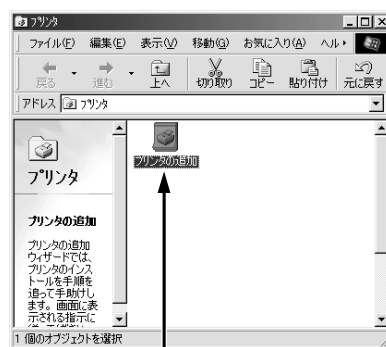 プリンタ
ファイル(F) 編集(E) 表示(V) 移動(G) お気に入り(A) ヘル
戻る 進む 上へ 切り取り コピー 貼り付け 元に戻す
アドレス プリンタ
プリンタ
プリンタの追加
プリンタの追加
プリンタの追加
ウィザードでは、
プリンタのインス
トールを手順を
追って手助けし
ます。画面に表
示される指示に
1 個のオブジェクトを選択